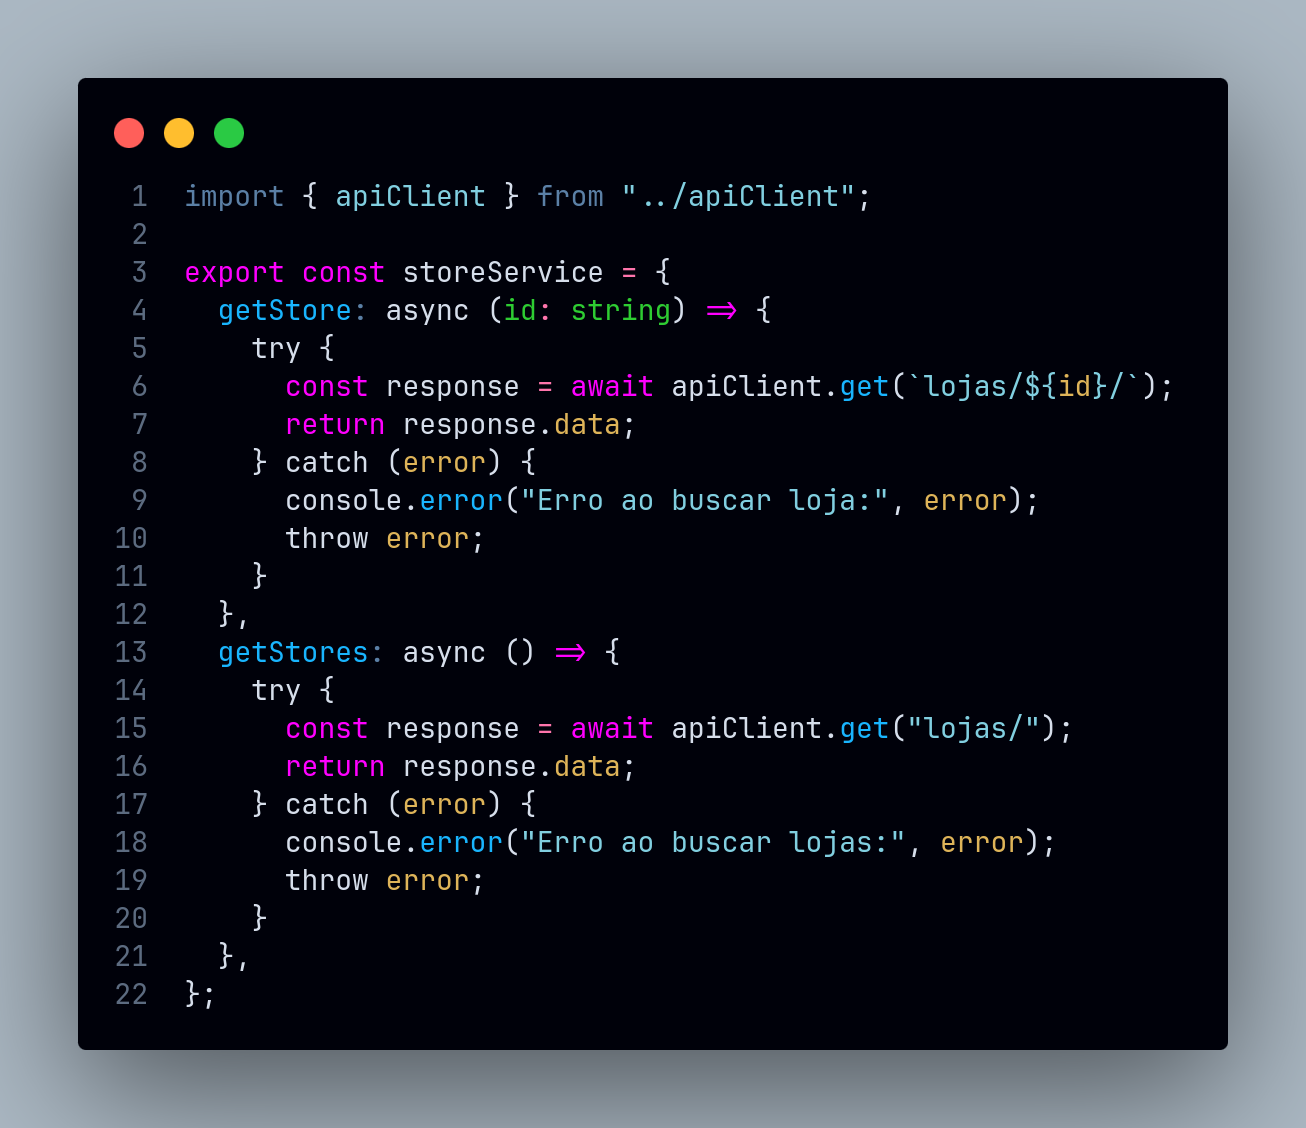 1 import { apiClient } from "../apiClient";
2
3 export const storeService = {
4   getStore: async (id: string) => {
5     try {
6       const response = await apiClient.get(`lojas/${id}/`);
7       return response.data;
8     } catch (error) {
9       console.error("Erro ao buscar loja:", error);
10       throw error;
11     }
12   },
13   getStores: async () => {
14     try {
15       const response = await apiClient.get("lojas/");
16       return response.data;
17     } catch (error) {
18       console.error("Erro ao buscar lojas:", error);
19       throw error;
20     }
21   },
22 };